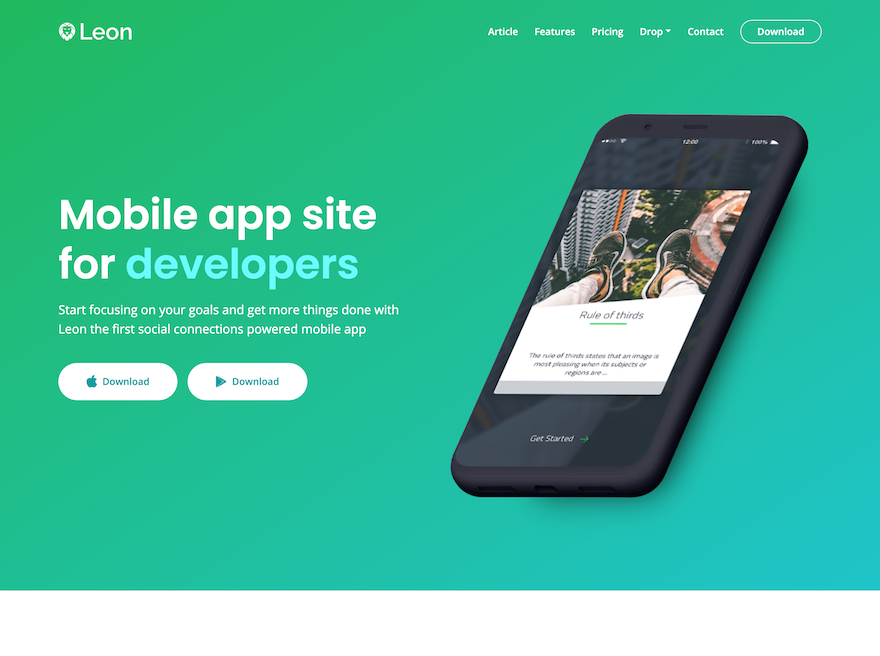 Leon
Article Features Pricing Drop Contact Download
Mobile app site
for developers
Start focusing on your goals and get more things done with
Leon the first social connections powered mobile app
Download Download
12:00 100%
Rule of thirds
The rule of thirds states that an image is
most pleasing when its subjects or
regions are ...
Get Started